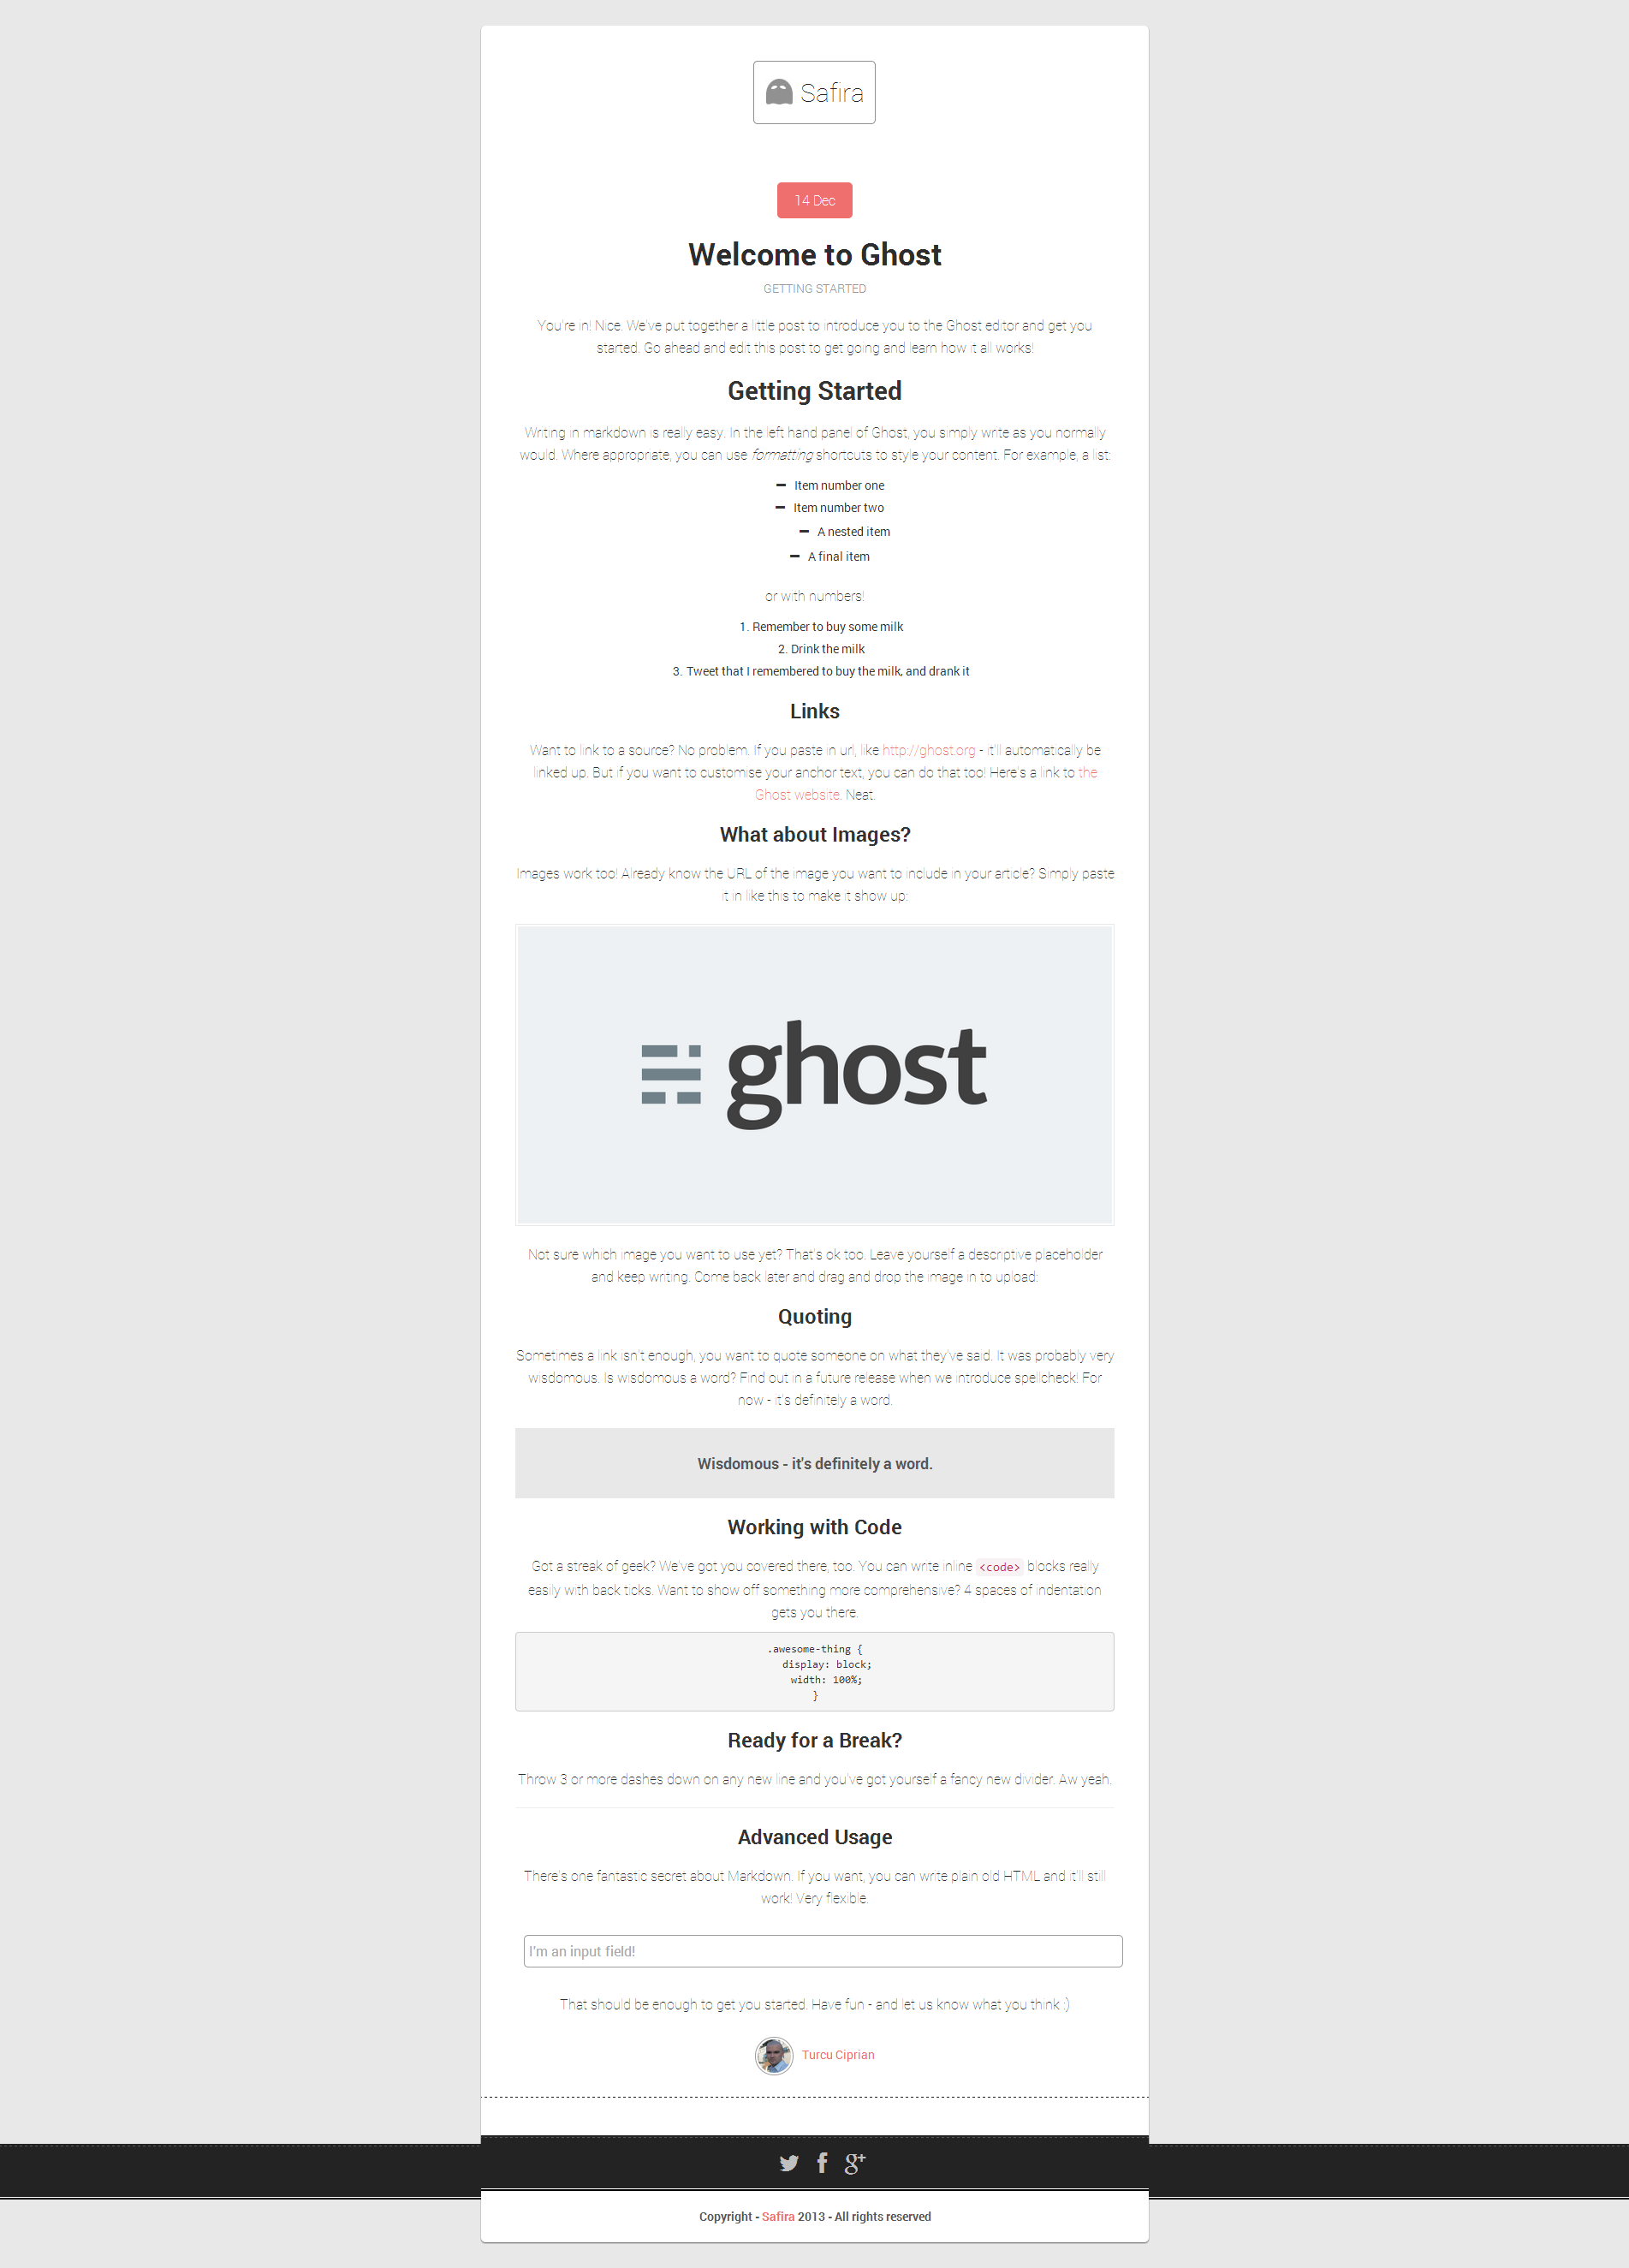 Safira
14 Dec
Welcome to Ghost
GETTING STARTED
You're in! Nice. We've put together a little post to introduce you to the Ghost editor and get you
started. Go ahead and edit this post to get going and learn how it all works!
Getting Started
Writing in markdown is really easy. In the left hand panel of Ghost, you simply write as you normally
would. Where appropriate, you can use formatting shortcuts to style your content. For example, a list:
Item number one
Item number two
A nested item
A final item
or with numbers!
1. Remember to buy some milk
2. Drink the milk
3. Tweet that I remembered to buy the milk, and drank it
Links
Want to link to a source? No problem. If you paste in url, like http://ghost.org - it'll automatically be
linked up. But if you want to customise your anchor text, you can do that too! Here's a link to the
Ghost website. Neat.
What about Images?
Images work too! Already know the URL of the image you want to include in your article? Simply paste
it in like this to make it show up:
ghost
Not sure which image you want to use yet? That's ok too. Leave yourself a descriptive placeholder
and keep writing. Come back later and drag and drop the image in to upload:
Quoting
Sometimes a link isn't enough, you want to quote someone on what they've said. It was probably very
wisdomous. Is wisdomous a word? Find out in a future release when we introduce spellcheck! For
now - it's definitely a word.
Wisdomous - it's definitely a word.
Working with Code
Got a streak of geek? We've got you covered there, too. You can write inline <code> blocks really
easily with back ticks. Want to show off something more comprehensive? 4 spaces of indentation
gets you there.
.awesome-thing {
display: block;
width: 100%;
}
Ready for a Break?
Throw 3 or more dashes down on any new line and you've got yourself a fancy new divider. Aw yeah.
Advanced Usage
There's one fantastic secret about Markdown. If you want, you can write plain old HTML and it'll still
work! Very flexible.
I'm an input field!
That should be enough to get you started. Have fun - and let us know what you think :)
Turcu Ciprian
Copyright - Safira 2013 - All rights reserved